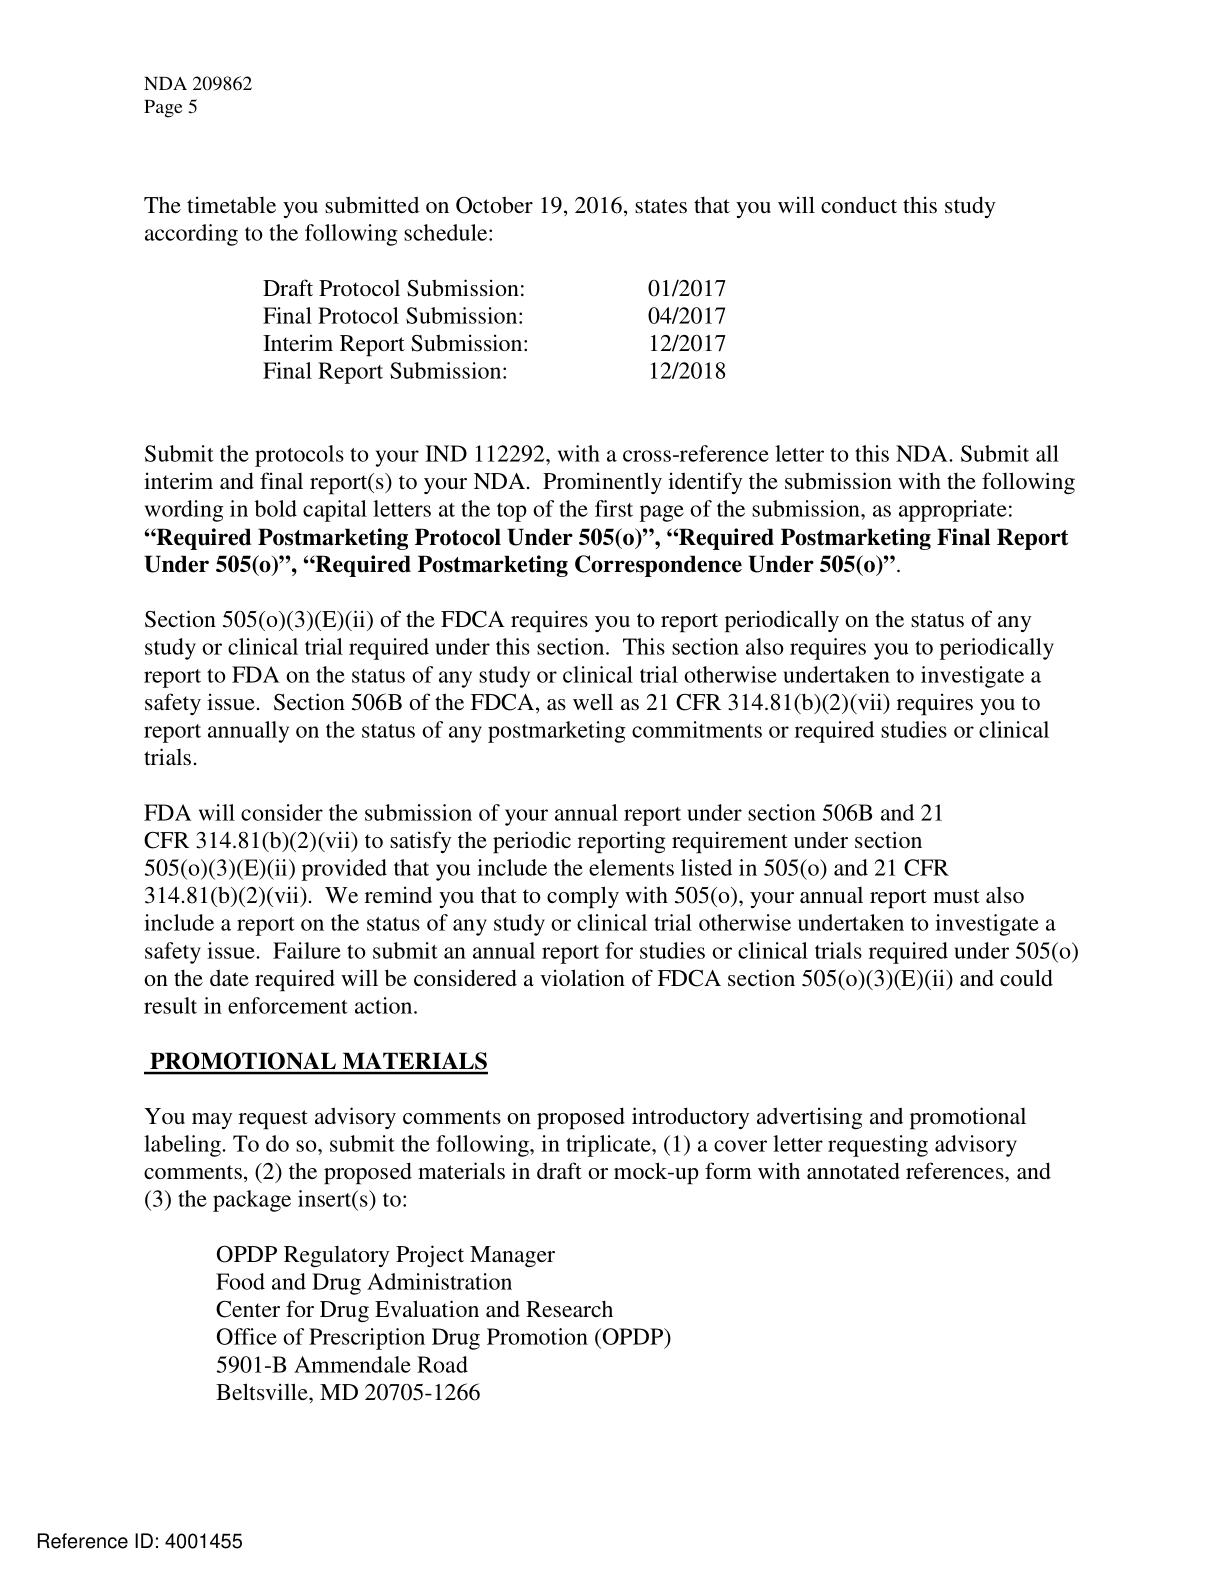 NDA 209862
Page 5
The timetable you submitted on October 19, 2016, states that you will conduct this study
according to the following schedule:
Draft Protocol Submission: 01/2017
Final Protocol Submission: 04/2017
Interim Report Submission: 12/2017
Final Report Submission: 12/2018
Submit the protocols to your IND 112292, with a cross-reference letter to this NDA. Submit all
interim and final report(s) to your NDA. Prominently identify the submission with the following
wording in bold capital letters at the top of the first page of the submission, as appropriate:
“Required Postmarketing Protocol Under 505(o)”, “Required Postmarketing Final Report
Under 505(o)”, “Required Postmarketing Correspondence Under 505(o)”.
Section 505(o)(3)(E)(ii) of the FDCA requires you to report periodically on the status of any
study or clinical trial required under this section. This section also requires you to periodically
report to FDA on the status of any study or clinical trial otherwise undertaken to investigate a
safety issue. Section 506B of the FDCA, as well as 21 CFR 314.81(b)(2)(vii) requires you to
report annually on the status of any postmarketing commitments or required studies or clinical
trials.
FDA will consider the submission of your annual report under section 506B and 21
CFR 314.81(b)(2)(vii) to satisfy the periodic reporting requirement under section
505(o)(3)(E)(ii) provided that you include the elements listed in 505(o) and 21 CFR
314.81(b)(2)(vii). We remind you that to comply with 505(o), your annual report must also
include a report on the status of any study or clinical trial otherwise undertaken to investigate a
safety issue. Failure to submit an annual report for studies or clinical trials required under 505(o)
on the date required will be considered a violation of FDCA section 505(o)(3)(E)(ii) and could
result in enforcement action.
PROMOTIONAL MATERIALS
You may request advisory comments on proposed introductory advertising and promotional
labeling. To do so, submit the following, in triplicate, (1) a cover letter requesting advisory
comments, (2) the proposed materials in draft or mock-up form with annotated references, and
(3) the package insert(s) to:
OPDP Regulatory Project Manager
Food and Drug Administration
Center for Drug Evaluation and Research
Office of Prescription Drug Promotion (OPDP)
5901-B Ammendale Road
Beltsville, MD 20705-1266
Reference ID: 4001455